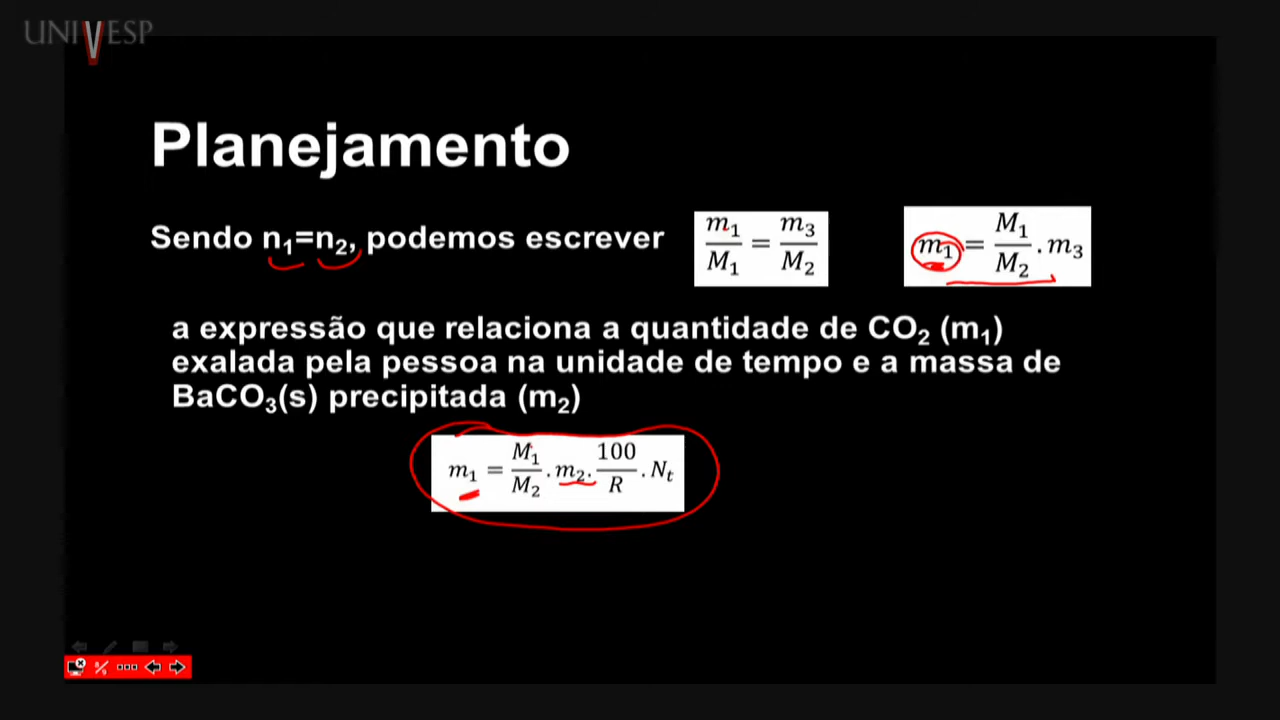 UNIVESP
Planejamento
Sendo n₁=n₂, podemos escrever
m₁/M₁ = m₃/M₂
m₁ = M₁/M₂ . m₃
a expressão que relaciona a quantidade de CO₂ (m₁)
exalada pela pessoa na unidade de tempo e a massa de
BaCO₃(s) precipitada (m₂)
m₁ = M₁/M₂ . m₂. 100/R . Nₜ